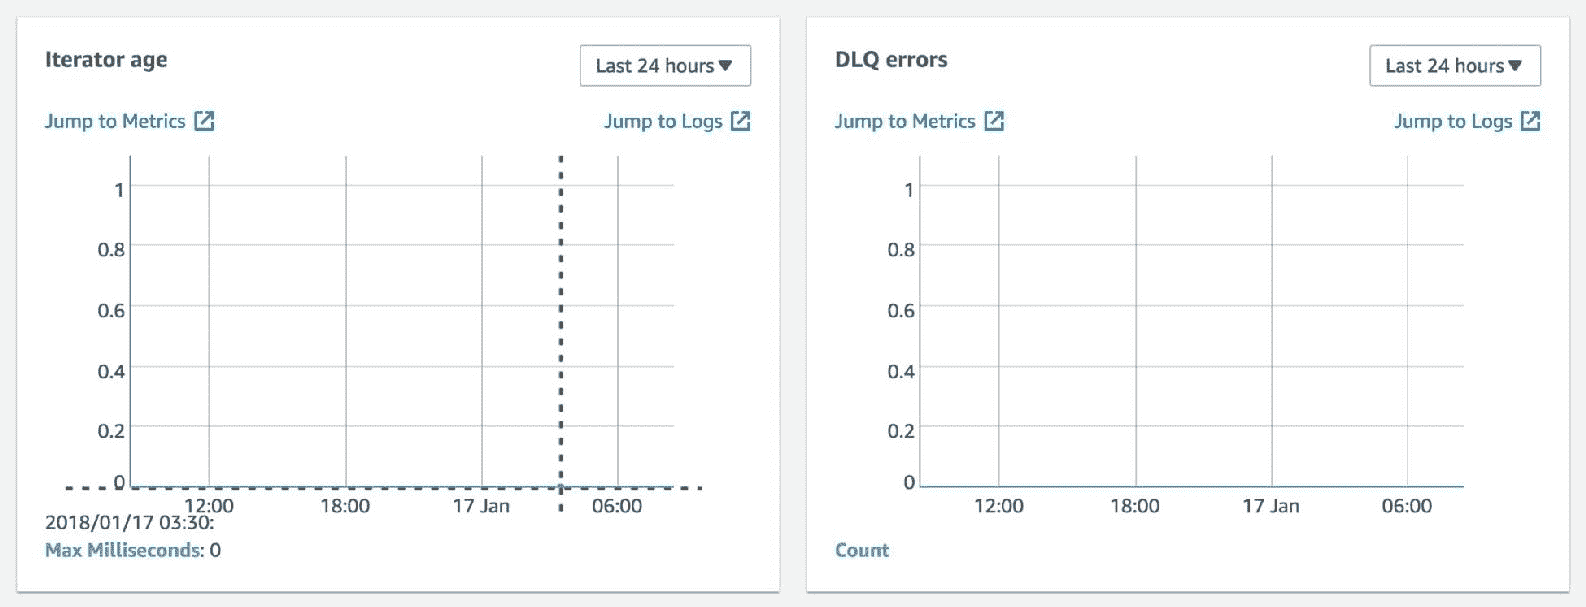 Iterator age
Last 24 hours
Jump to Metrics
Jump to Logs
1
0.8
0.6
0.4
0.2
0
12:00 18:00 17 Jan 06:00
2018/01/17 03:30:
Max Milliseconds: 0
DLQ errors
Last 24 hours
Jump to Metrics
Jump to Logs
1
0.8
0.6
0.4
0.2
0
12:00 18:00 17 Jan 06:00
Count